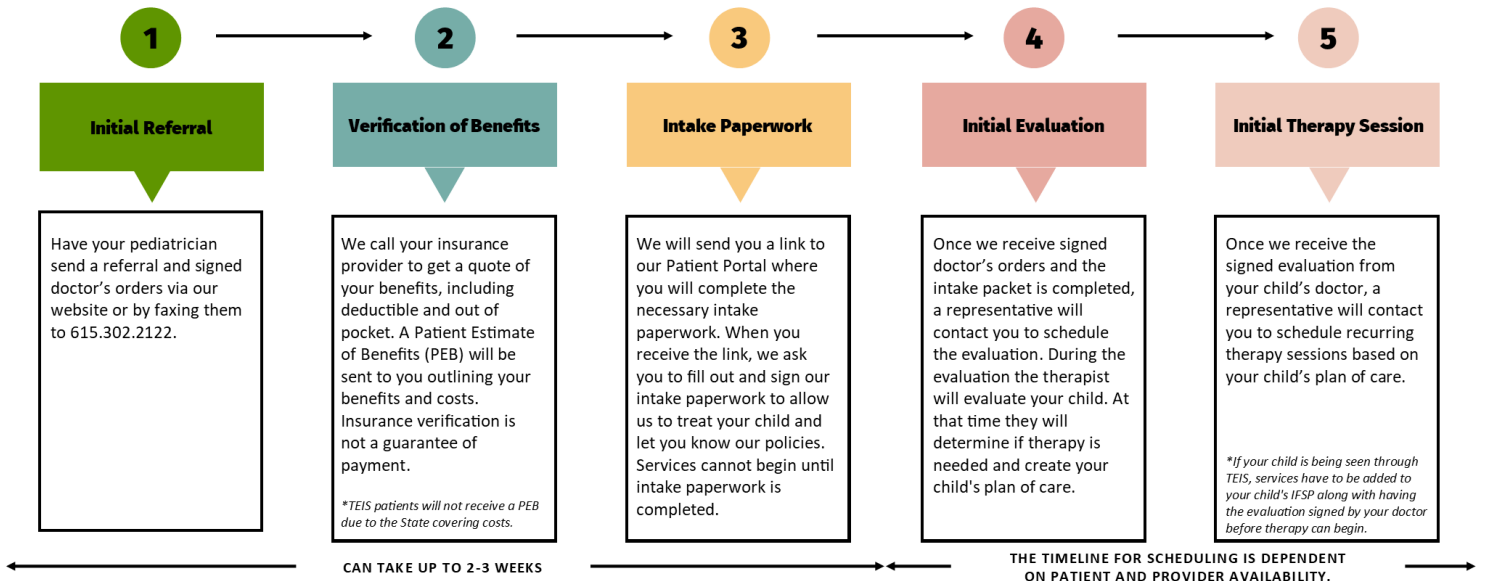 1
2
3
4
5
Initial Referral
Verification of Benefits
Intake Paperwork
Initial Evaluation
Initial Therapy Session
Have your pediatrician
send a referral and signed
doctor's orders via our
website or by faxing them
to 615.302.2122.
We call your insurance
provider to get a quote of
your benefits, including
deductible and out of
pocket. A Patient Estimate
of Benefits (PEB) will be
sent to you outlining your
benefits and costs.
Insurance verification is
not a guarantee of
payment.
*TEIS patients will not receive a PEB
due to the State covering costs.
We will send you a link to
our Patient Portal where
you will complete the
necessary intake
paperwork. When you
receive the link, we ask
you to fill out and sign our
intake paperwork to allow
us to treat your child and
let you know our policies.
Services cannot begin until
intake paperwork is
completed.
Once we receive signed
doctor's orders and the
intake packet is completed,
a representative will
contact you to schedule
the evaluation. During the
evaluation the therapist
will evaluate your child. At
that time they will
determine if therapy is
needed and create your
child's plan of care.
Once we receive the
signed evaluation from
your child's doctor, a
representative will contact
you to schedule recurring
therapy sessions based on
your child's plan of care.
*If your child is being seen through
TEIS, services have to be added to
your child's IFSP along with having
the evaluation signed by your doctor
before therapy can begin.
CAN TAKE UP TO 2-3 WEEKS
THE TIMELINE FOR SCHEDULING IS DEPENDENT
ON PATIENT AND PROVIDER AVAILABILITY.